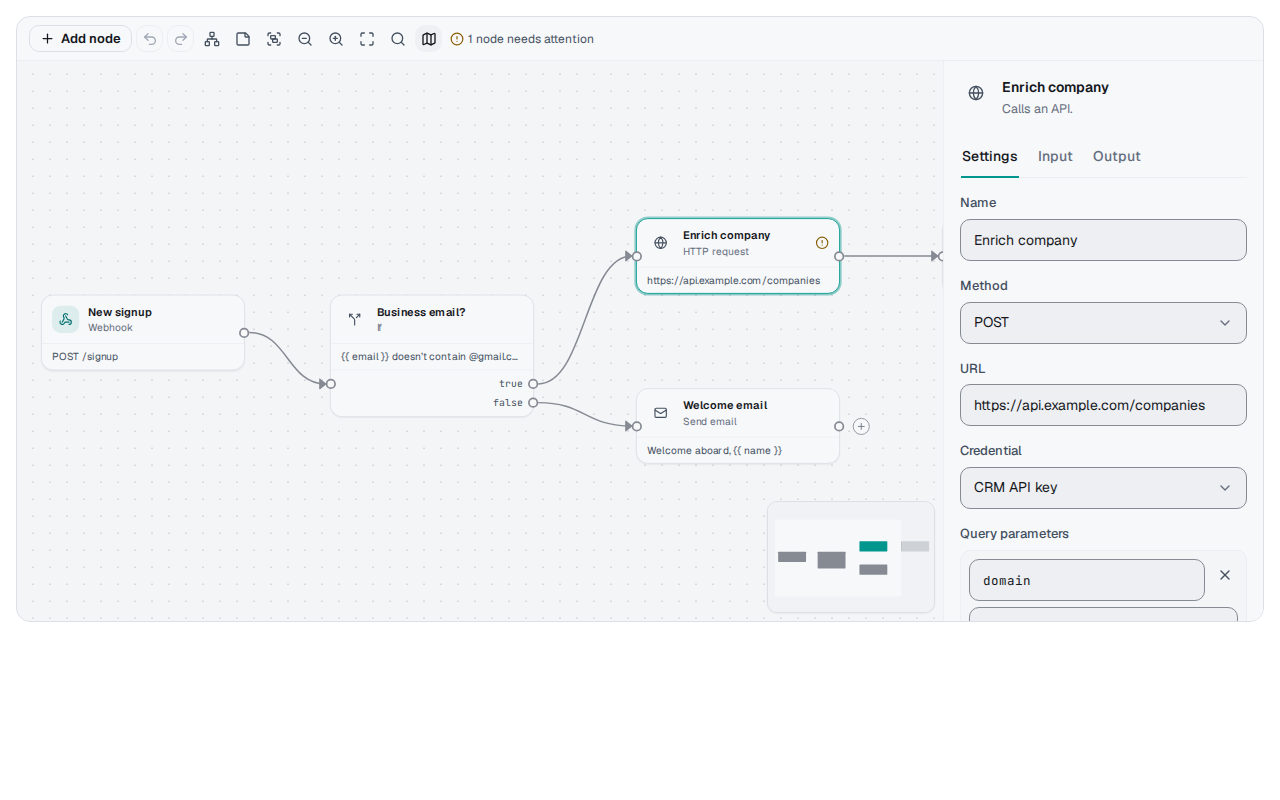 Add node
1 node needs attention
New signup
Webhook
POST /signup
Business email?
If
{{ email }} doesn't contain @gmail.c…
true
false
Enrich company
HTTP request
https://api.example.com/companies
Welcome email
Send email
Welcome aboard, {{ name }}
Enrich company
Calls an API.
Settings Input Output
Name
Enrich company
Method
POST
URL
https://api.example.com/companies
Credential
CRM API key
Query parameters
domain